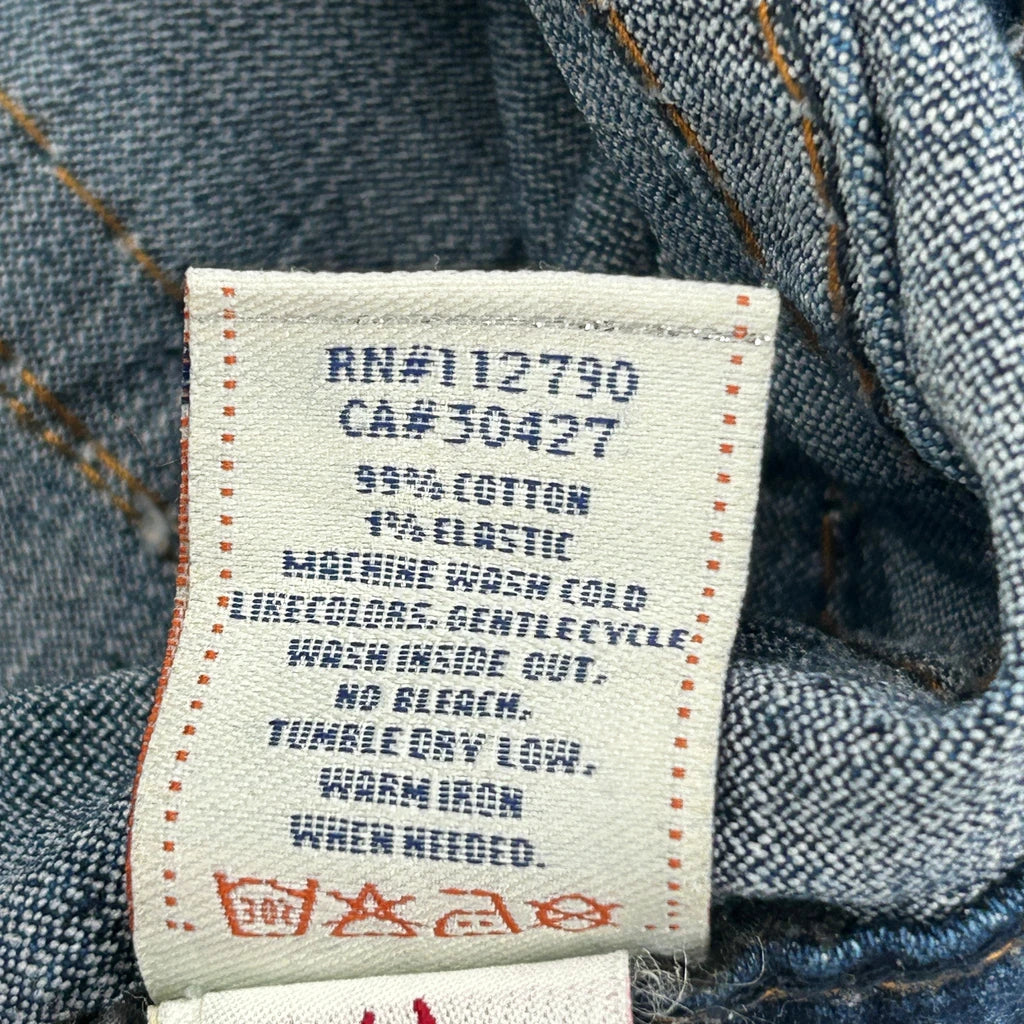 RN#112790
CA#30427
99% COTTON
1% ELASTIC
MACHINE WASH COLD
LIKECOLORS. GENTLECYCLE.
WASH INSIDE OUT.
NO BLEACH.
TUMBLE DRY LOW.
WARM IRON
WHEN NEEDED.
30c